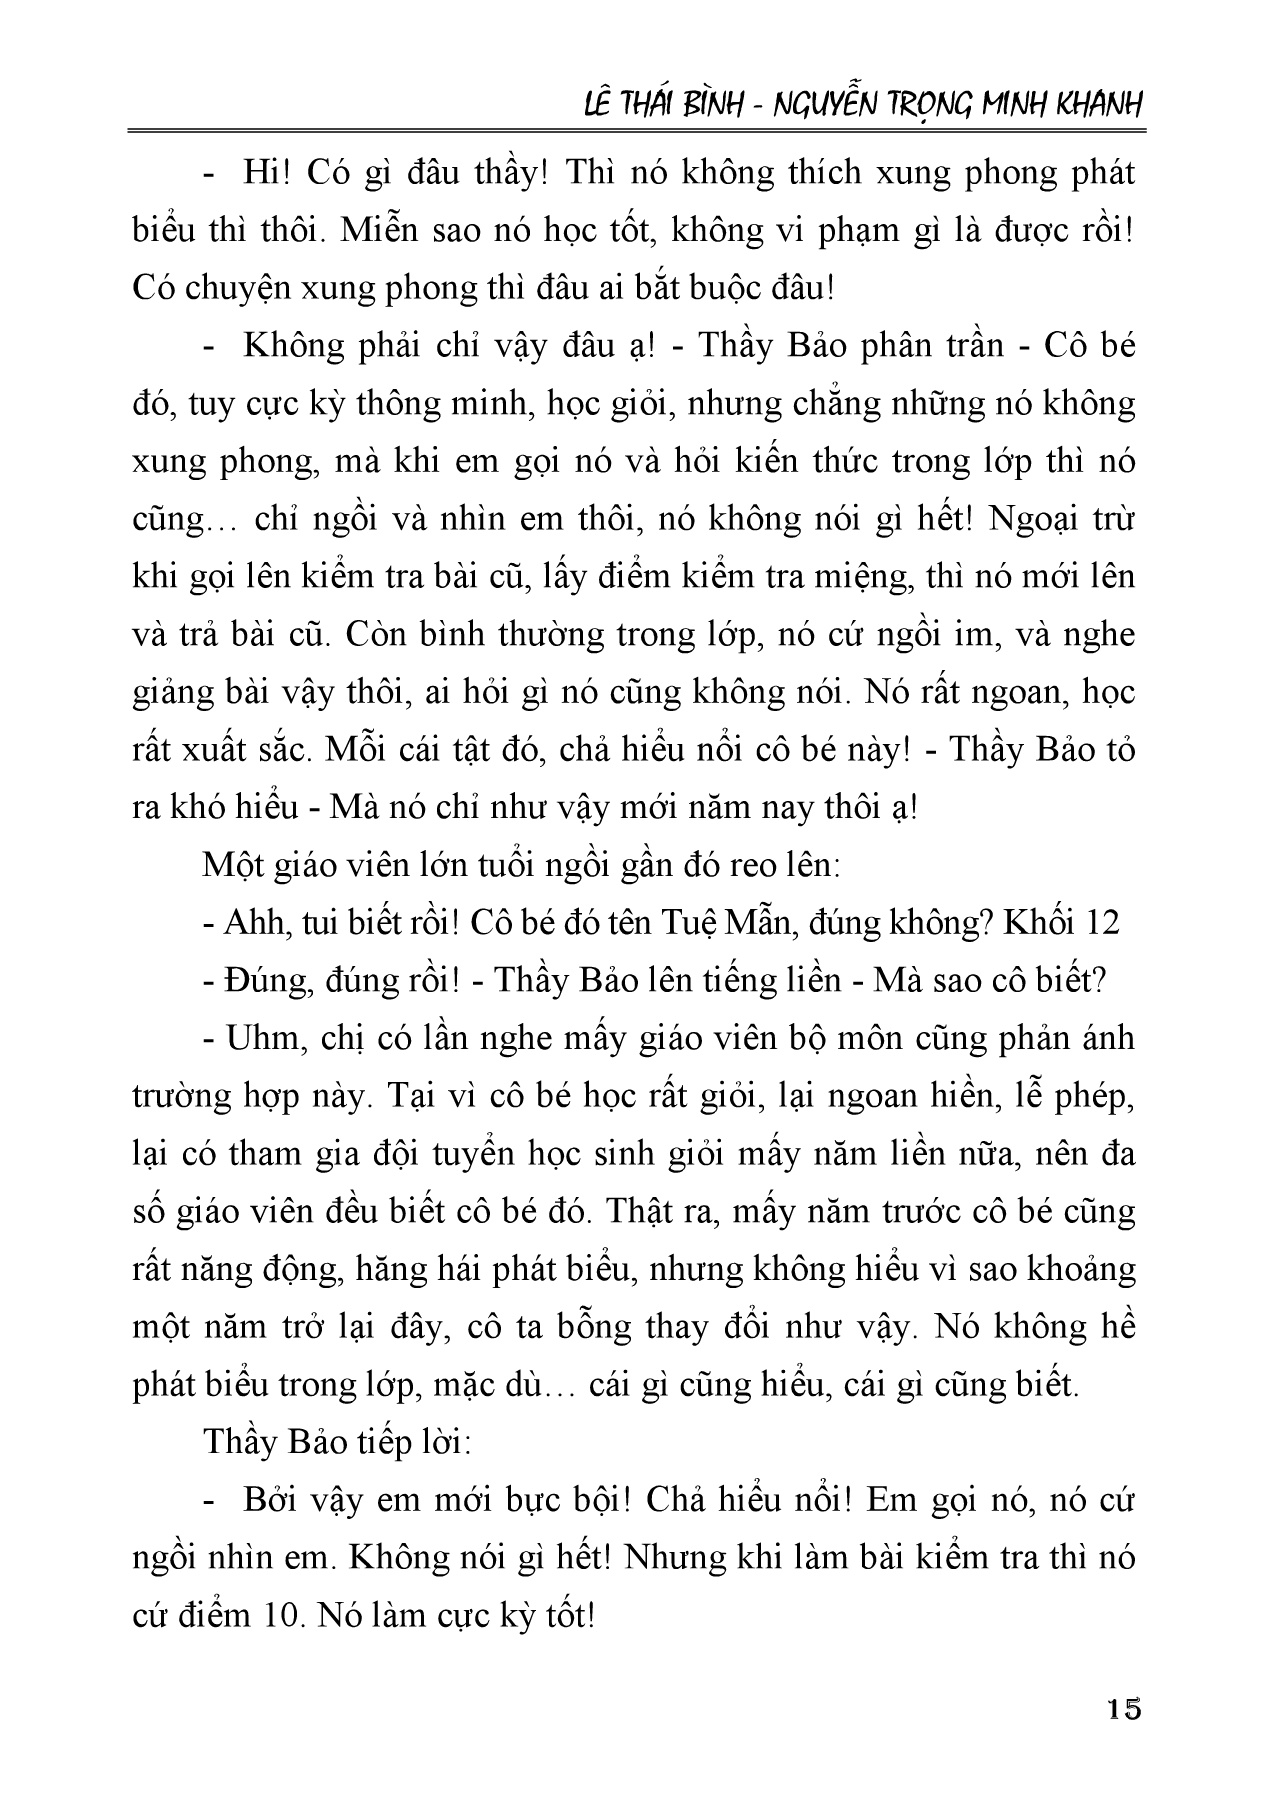 LÊ THÁI BÌNH - NGUYỄN TRỌNG MINH KHANH
- Hi! Có gì đâu thầy! Thì nó không thích xung phong phát
biểu thì thôi. Miễn sao nó học tốt, không vi phạm gì là được rồi!
Có chuyện xung phong thì đâu ai bắt buộc đâu!
- Không phải chỉ vậy đâu ạ! - Thầy Bảo phân trần - Cô bé
đó, tuy cực kỳ thông minh, học giỏi, nhưng chẳng những nó không
xung phong, mà khi em gọi nó và hỏi kiến thức trong lớp thì nó
cũng… chỉ ngồi và nhìn em thôi, nó không nói gì hết! Ngoại trừ
khi gọi lên kiểm tra bài cũ, lấy điểm kiểm tra miệng, thì nó mới lên
và trả bài cũ. Còn bình thường trong lớp, nó cứ ngồi im, và nghe
giảng bài vậy thôi, ai hỏi gì nó cũng không nói. Nó rất ngoan, học
rất xuất sắc. Mỗi cái tật đó, chả hiểu nổi cô bé này! - Thầy Bảo tỏ
ra khó hiểu - Mà nó chỉ như vậy mới năm nay thôi ạ!
Một giáo viên lớn tuổi ngồi gần đó reo lên:
- Ahh, tui biết rồi! Cô bé đó tên Tuệ Mẫn, đúng không? Khối 12
- Đúng, đúng rồi! - Thầy Bảo lên tiếng liền - Mà sao cô biết?
- Uhm, chị có lần nghe mấy giáo viên bộ môn cũng phản ánh
trường hợp này. Tại vì cô bé học rất giỏi, lại ngoan hiền, lễ phép,
lại có tham gia đội tuyển học sinh giỏi mấy năm liền nữa, nên đa
số giáo viên đều biết cô bé đó. Thật ra, mấy năm trước cô bé cũng
rất năng động, hăng hái phát biểu, nhưng không hiểu vì sao khoảng
một năm trở lại đây, cô ta bỗng thay đổi như vậy. Nó không hề
phát biểu trong lớp, mặc dù… cái gì cũng hiểu, cái gì cũng biết.
Thầy Bảo tiếp lời:
- Bởi vậy em mới bực bội! Chả hiểu nổi! Em gọi nó, nó cứ
ngồi nhìn em. Không nói gì hết! Nhưng khi làm bài kiểm tra thì nó
cứ điểm 10. Nó làm cực kỳ tốt!
15